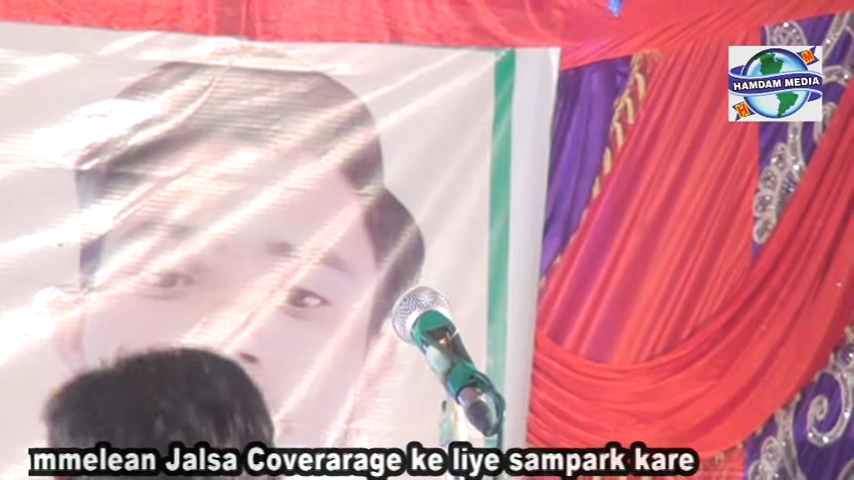 HAMDAM MEDIA
M
H
mmelean Jalsa Coverarage ke liye sampark kare